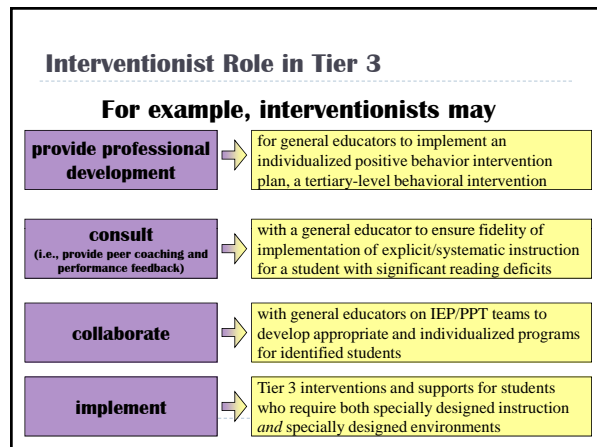 Interventionist Role in Tier 3
For example, interventionists may
provide professional
development
for general educators to implement an
individualized positive behavior intervention
plan, a tertiary-level behavioral intervention
consult
(i.e., provide peer coaching and
performance feedback)
with a general educator to ensure fidelity of
implementation of explicit/systematic instruction
for a student with significant reading deficits
collaborate
with general educators on IEP/PPT teams to
develop appropriate and individualized programs
for identified students
implement
Tier 3 interventions and supports for students
who require both specially designed instruction
and specially designed environments